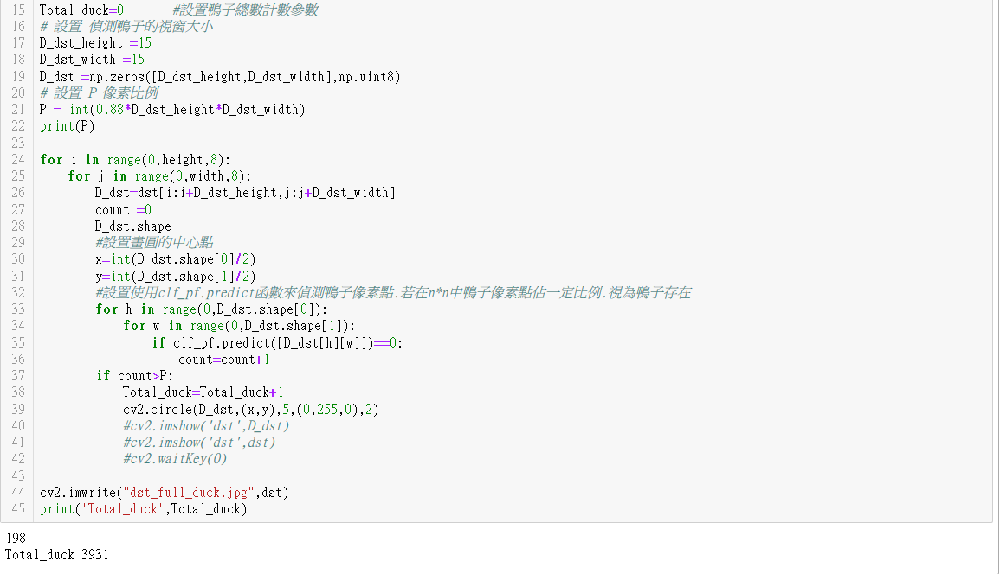 15 Total_duck=0 #設置鴨子總數計數參數
16 # 設置 偵測鴨子的視窗大小
17 D_dst_height =15
18 D_dst_width =15
19 D_dst =np.zeros([D_dst_height,D_dst_width],np.uint8)
20 # 設置 P 像素比例
21 P = int(0.88*D_dst_height*D_dst_width)
22 print(P)
23
24 for i in range(0,height,8):
25 for j in range(0,width,8):
26 D_dst=dst[i:i+D_dst_height,j:j+D_dst_width]
27 count =0
28 D_dst.shape
29 #設置畫圓的中心點
30 x=int(D_dst.shape[0]/2)
31 y=int(D_dst.shape[1]/2)
32 #設置使用clf_pf.predict函數來偵測鴨子像素點.若在n*n中鴨子像素點佔一定比例.視為鴨子存在
33 for h in range(0,D_dst.shape[0]):
34 for w in range(0,D_dst.shape[1]):
35 if clf_pf.predict([D_dst[h][w]])==0:
36 count=count+1
37 if count>P:
38 Total_duck=Total_duck+1
39 cv2.circle(D_dst,(x,y),5,(0,255,0),2)
40 #cv2.imshow('dst',D_dst)
41 #cv2.imshow('dst',dst)
42 #cv2.waitKey(0)
43
44 cv2.imwrite("dst_full_duck.jpg",dst)
45 print('Total_duck',Total_duck)
198
Total_duck 3931